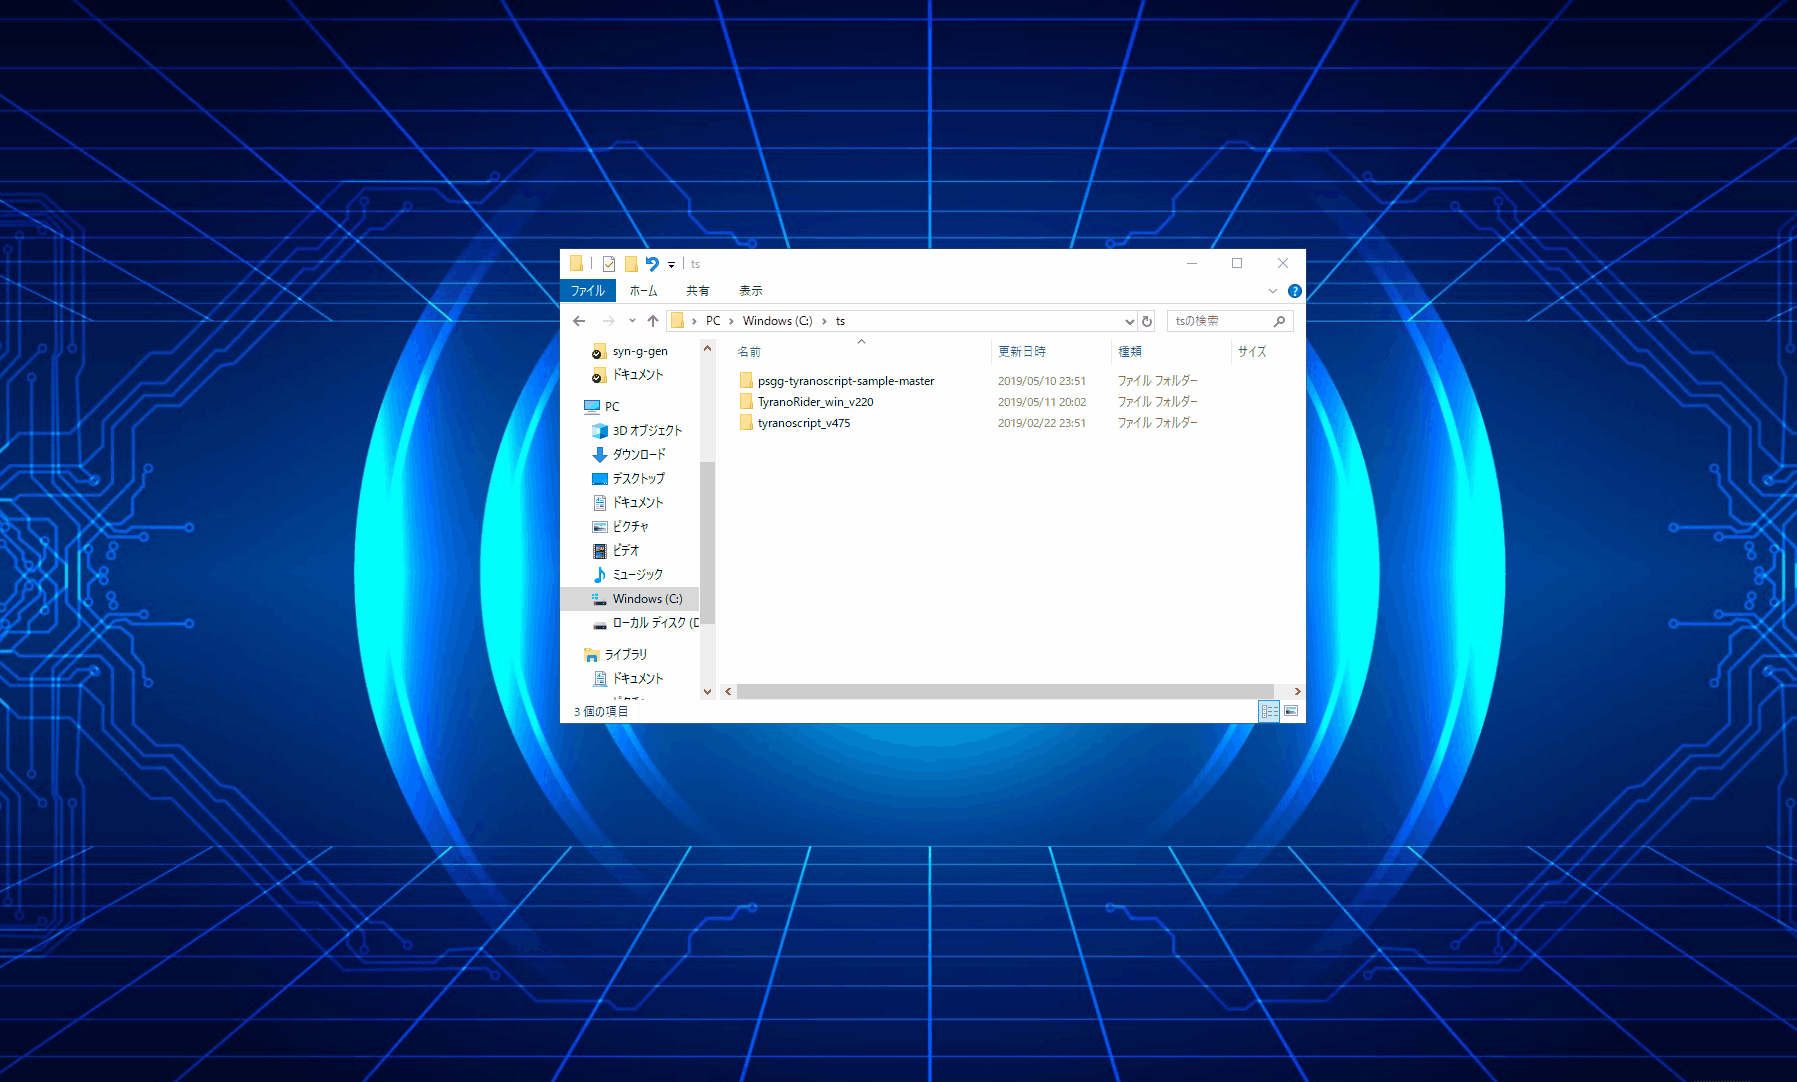 ts
ファイル ホーム 共有 表示
PC Windows (C:) ts tsの検索
syn-g-gen
ドキュメント
PC
3D オブジェクト
ダウンロード
デスクトップ
ドキュメント
ピクチャ
ビデオ
ミュージック
Windows (C:)
ローカル ディスク (D
ライブラリ
ドキュメント
名前 更新日時 種類 サイズ
psgg-tyranoscript-sample-master 2019/05/10 23:51 ファイル フォルダー
TyranoRider_win_v220 2019/05/11 20:02 ファイル フォルダー
tyranoscript_v475 2019/02/22 23:51 ファイル フォルダー
3 個の項目